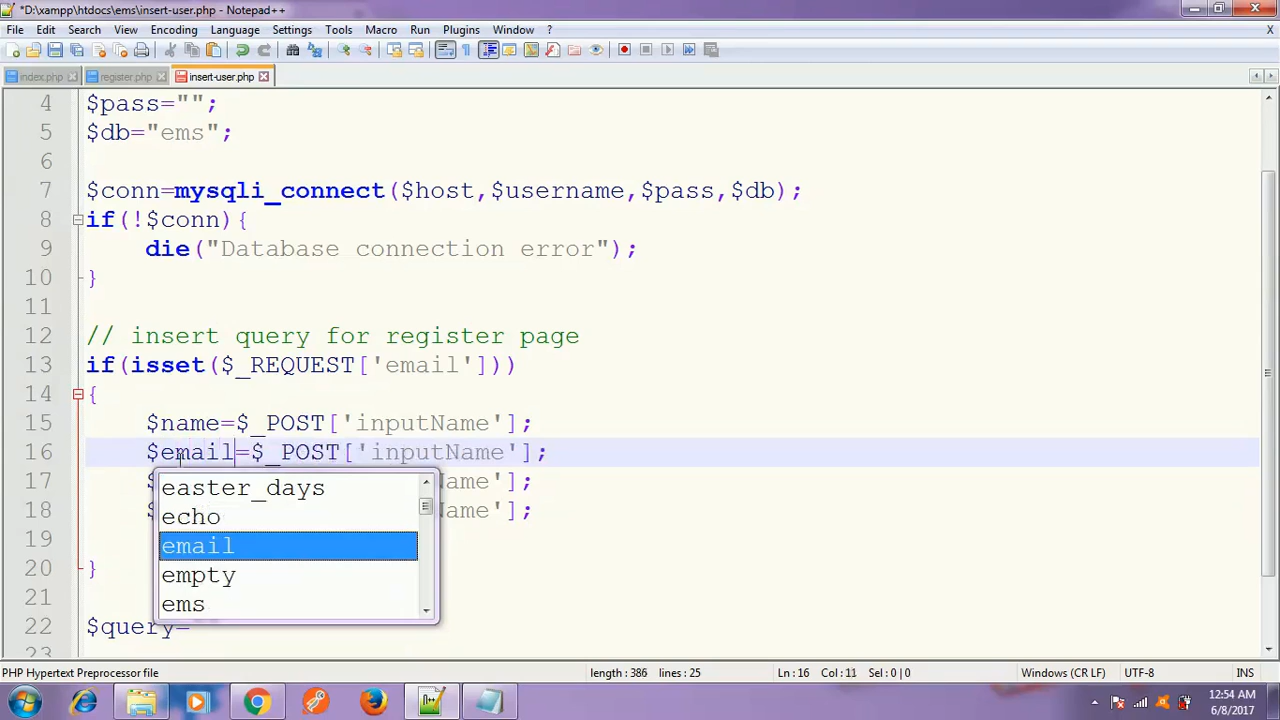 *D:\xampp\htdocs\ems\insert-user.php - Notepad++
File Edit Search View Encoding Language Settings Tools Macro Run Plugins Window ? X
index.php register.php insert-user.php
4 $pass="";
5 $db="ems";
6
7 $conn=mysqli_connect($host,$username,$pass,$db);
8 if(!$conn){
9 die("Database connection error");
10 }
11
12 // insert query for register page
13 if(isset($_REQUEST['email']))
14 {
15 $name=$_POST['inputName'];
16 $email=$_POST['inputName'];
17 Name'];
18 Name'];
19
20 }
21
22 $query=
23
easter_days
echo
email
empty
ems
PHP Hypertext Preprocessor file length : 386 lines : 25 Ln : 16 Col : 11 Sel : 0 | 0 Windows (CR LF) UTF-8 INS
12:54 AM
6/8/2017